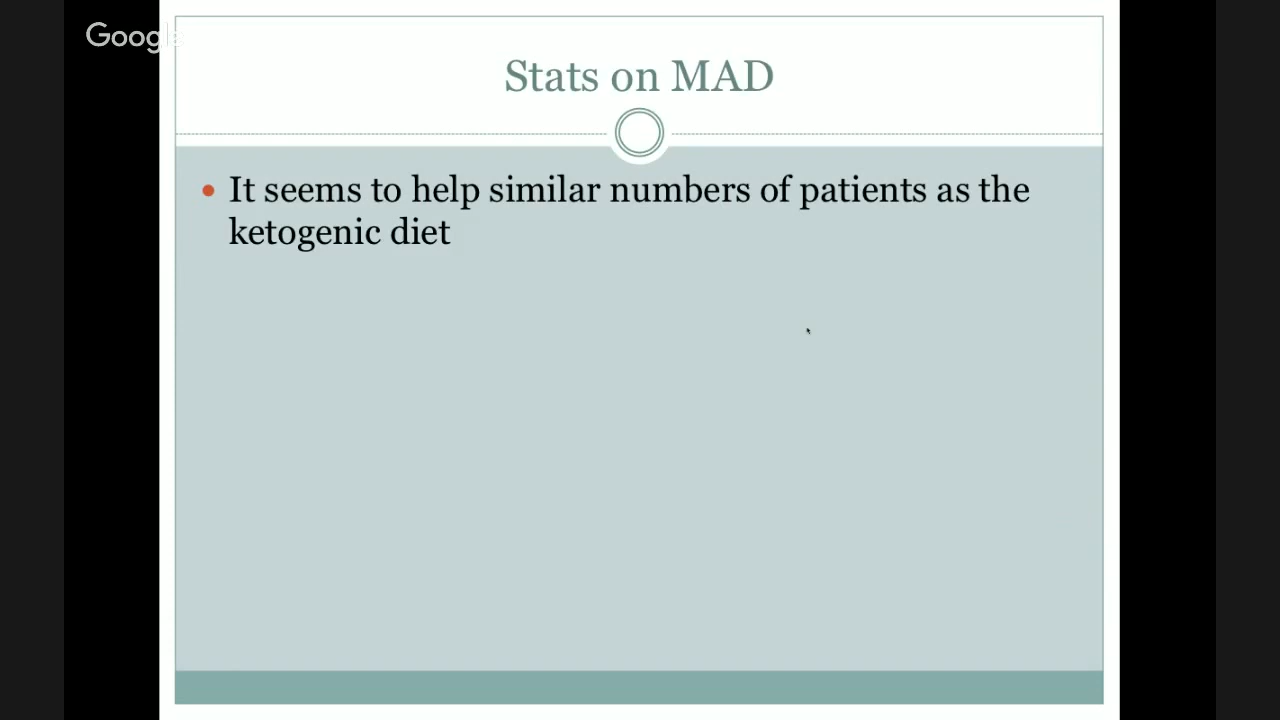 Google
Stats on MAD
• It seems to help similar numbers of patients as the
ketogenic diet